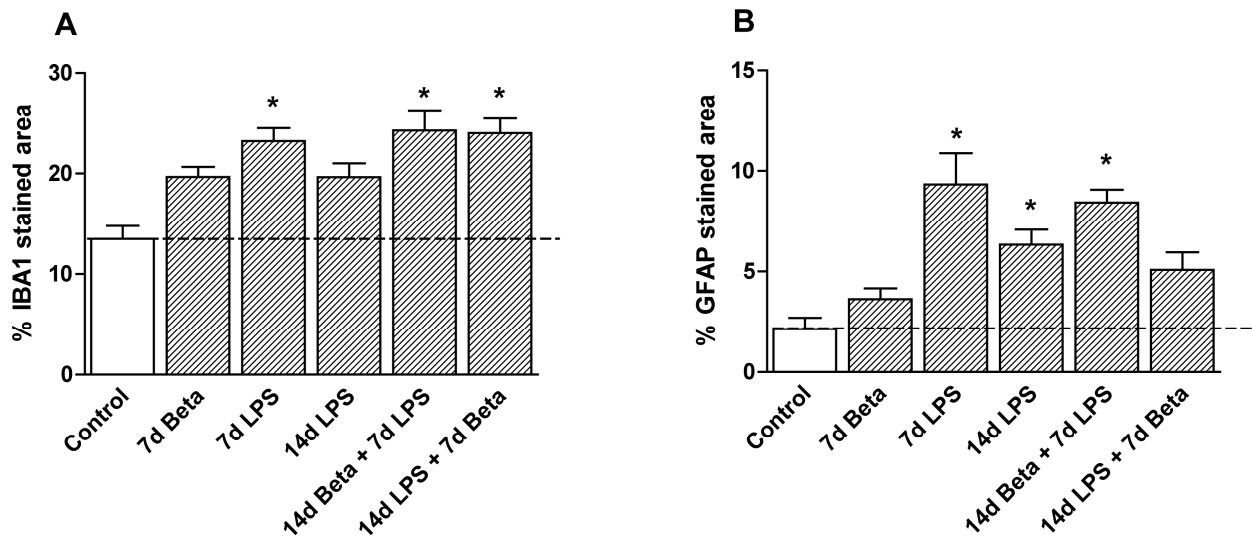 A
% IBA1 stained area
30
20
10
0
*
*
*
Control
7d Beta
7d LPS
14d LPS
14d Beta + 7d LPS
14d LPS + 7d Beta
B
% GFAP stained area
15
10
5
0
*
*
*
Control
7d Beta
7d LPS
14d LPS
14d Beta + 7d LPS
14d LPS + 7d Beta